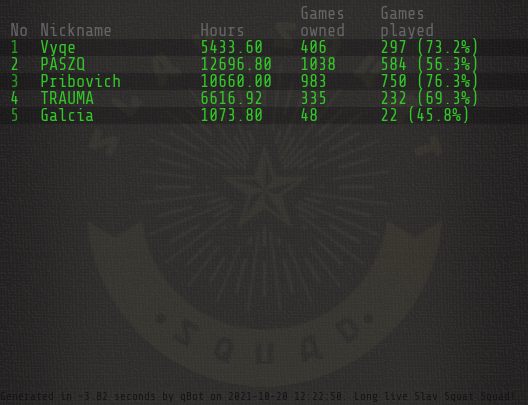 Games Games
No Nickname Hours owned played
1 Vyqe 5433.60 406 297 (73.2%)
2 PASZQ 12696.80 1038 584 (56.3%)
3 Pribovich 10660.00 983 750 (76.3%)
4 TRAUMA 6616.92 335 232 (69.3%)
5 Galcia 1073.80 48 22 (45.8%)
SQUAD
Generated in ~3.82 seconds by qBot on 2021-10-20 12:22:50. Long live Slav Squat Squad!